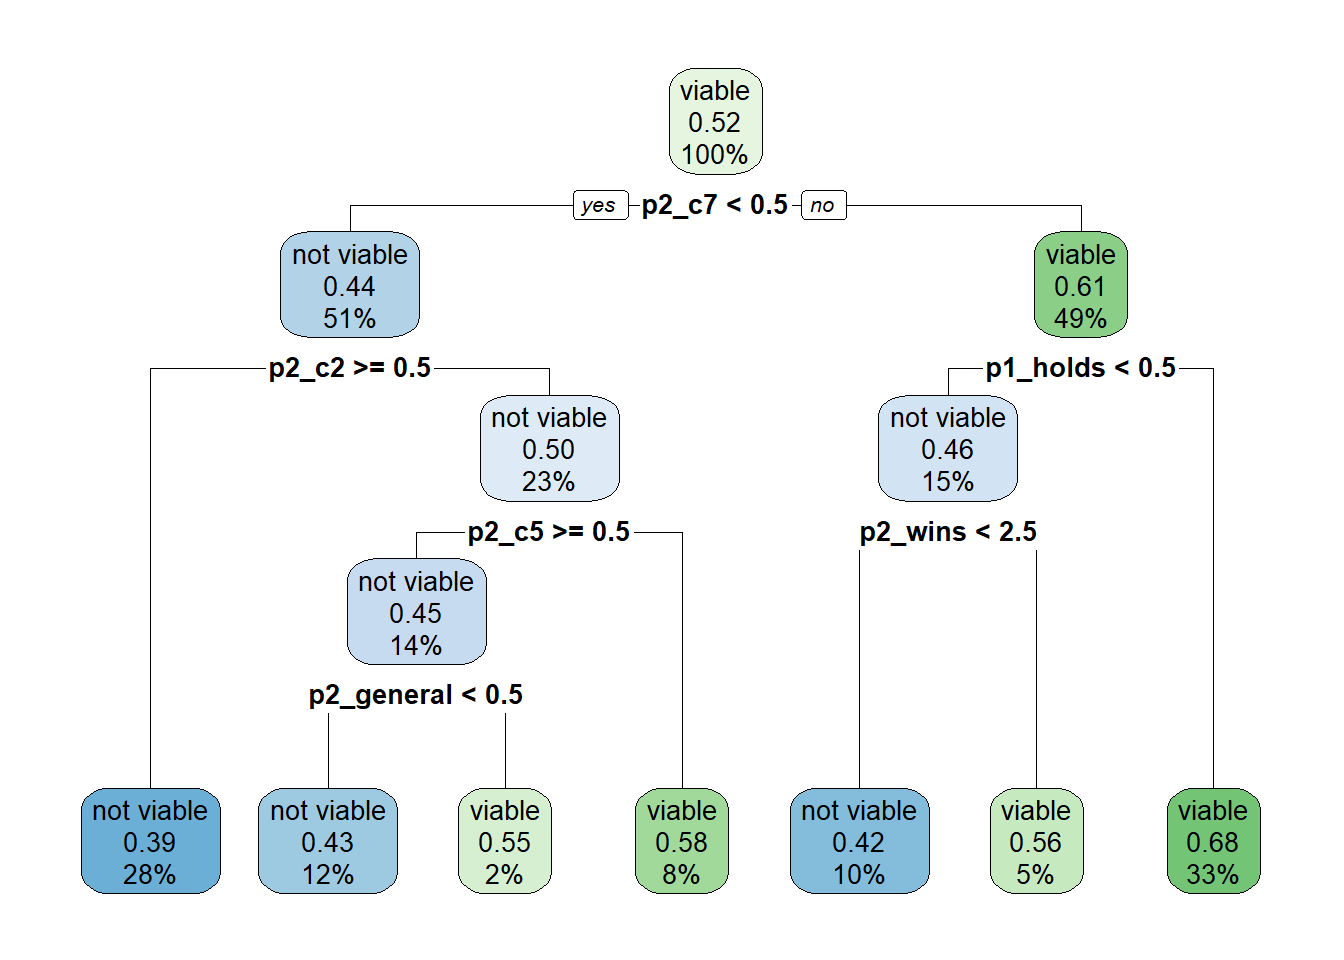 viable
0.52
100%
yes p2_c7 < 0.5 no
not viable
0.44
51%
viable
0.61
49%
p2_c2 >= 0.5
p1_holds < 0.5
not viable
0.50
23%
not viable
0.46
15%
p2_c5 >= 0.5
p2_wins < 2.5
not viable
0.45
14%
p2_general < 0.5
not viable
0.39
28%
not viable
0.43
12%
viable
0.55
2%
viable
0.58
8%
not viable
0.42
10%
viable
0.56
5%
viable
0.68
33%